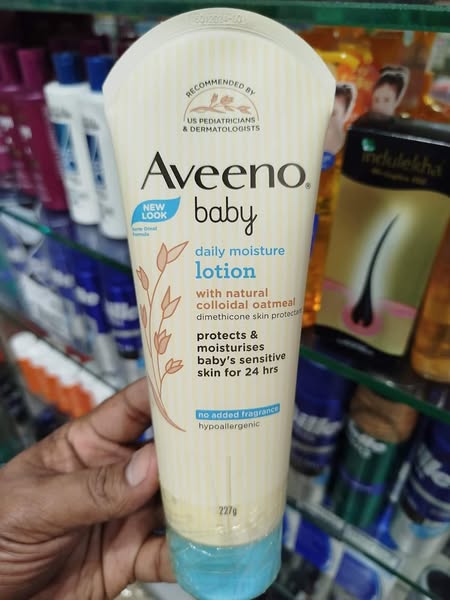 RECOMMENDED BY
US PEDIATRICIANS
& DERMATOLOGISTS
Aveeno®
baby
NEW
LOOK
daily moisture
lotion
with natural
colloidal oatmeal
dimethicone skin protectant
protects &
moisturises
baby's sensitive
skin for 24 hrs
no added fragrance
hypoallergenic
227g
indulekha